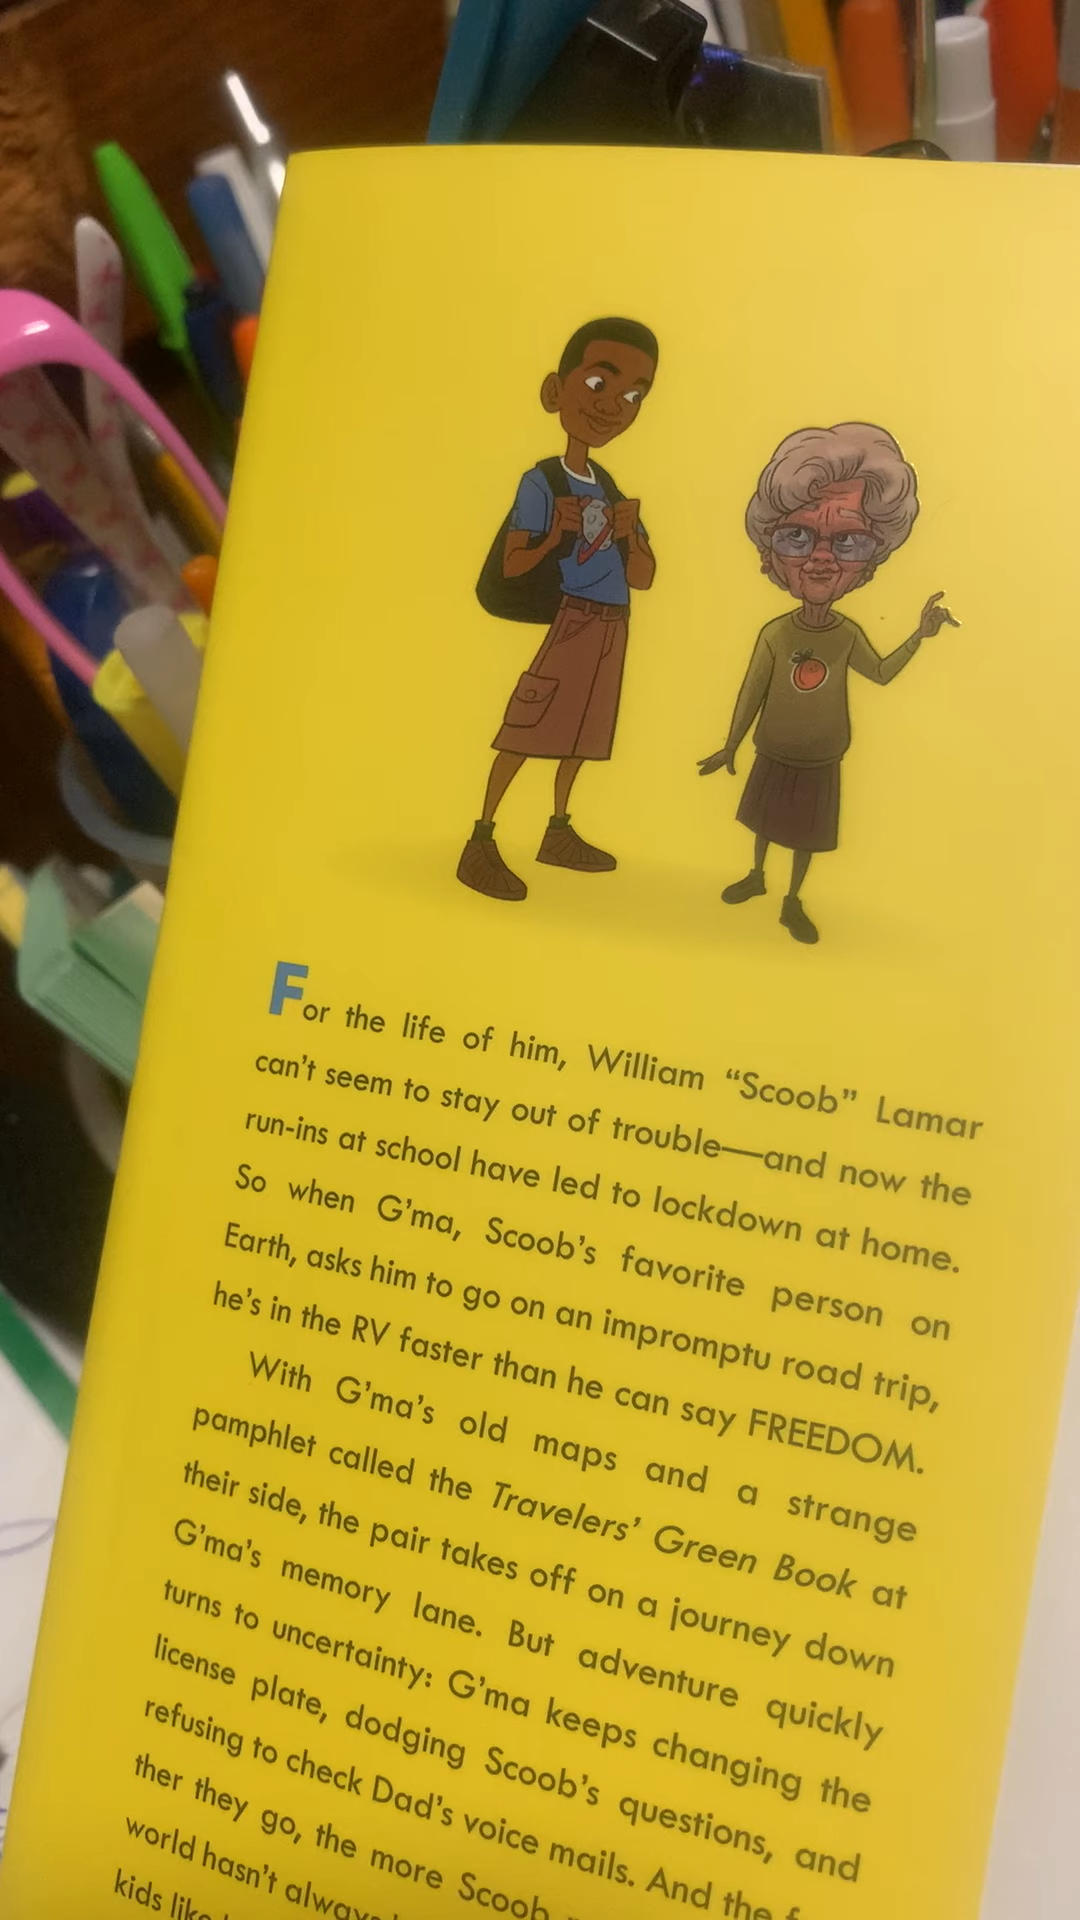 For the life of him, William “Scoob” Lamar
can’t seem to stay out of trouble—and now the
run-ins at school have led to lockdown at home.
So when G’ma, Scoob’s favorite person on
Earth, asks him to go on an impromptu road trip,
he’s in the RV faster than he can say FREEDOM.
With G’ma’s old maps and a strange
pamphlet called the Travelers’ Green Book at
their side, the pair takes off on a journey down
G’ma’s memory lane. But adventure quickly
turns to uncertainty: G’ma keeps changing the
license plate, dodging Scoob’s questions, and
refusing to check Dad’s voice mails. And the
ther they go, the more Scoob
world hasn’t always
kids like